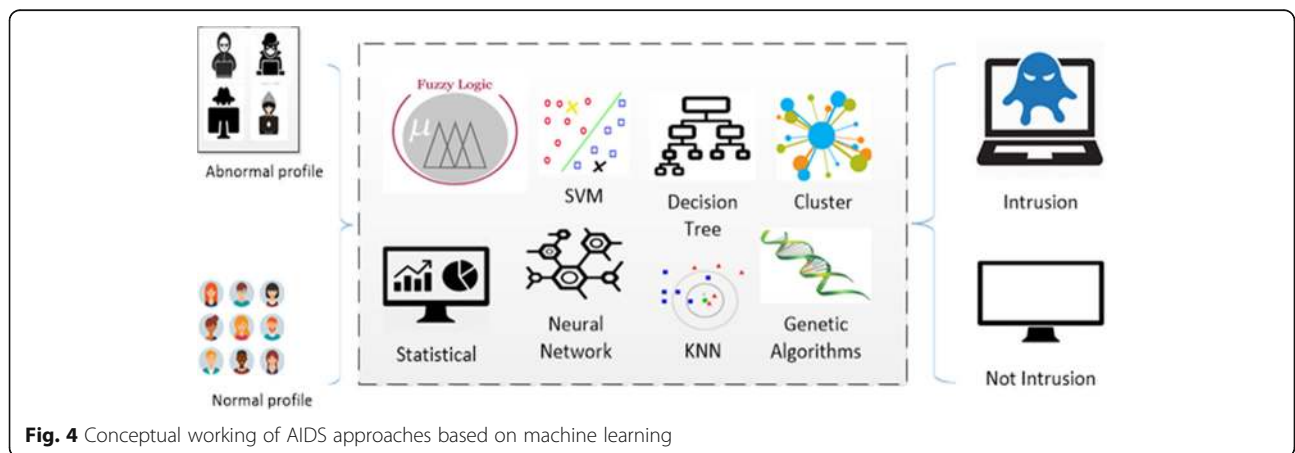 Abnormal profile
Normal profile
Fuzzy Logic
μ
SVM
Decision
Tree
Cluster
Statistical
Neural
Network
KNN
Genetic
Algorithms
Intrusion
Not Intrusion
Fig. 4 Conceptual working of AIDS approaches based on machine learning